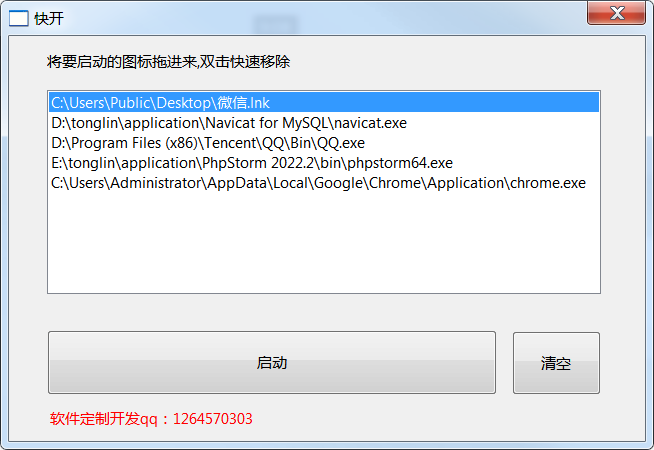 快开
将要启动的图标拖进来,双击快速移除
C:\Users\Public\Desktop\微信.lnk
D:\tonglin\application\Navicat for MySQL\navicat.exe
D:\Program Files (x86)\Tencent\QQ\Bin\QQ.exe
E:\tonglin\application\PhpStorm 2022.2\bin\phpstorm64.exe
C:\Users\Administrator\AppData\Local\Google\Chrome\Application\chrome.exe
启动
清空
软件定制开发qq：1264570303